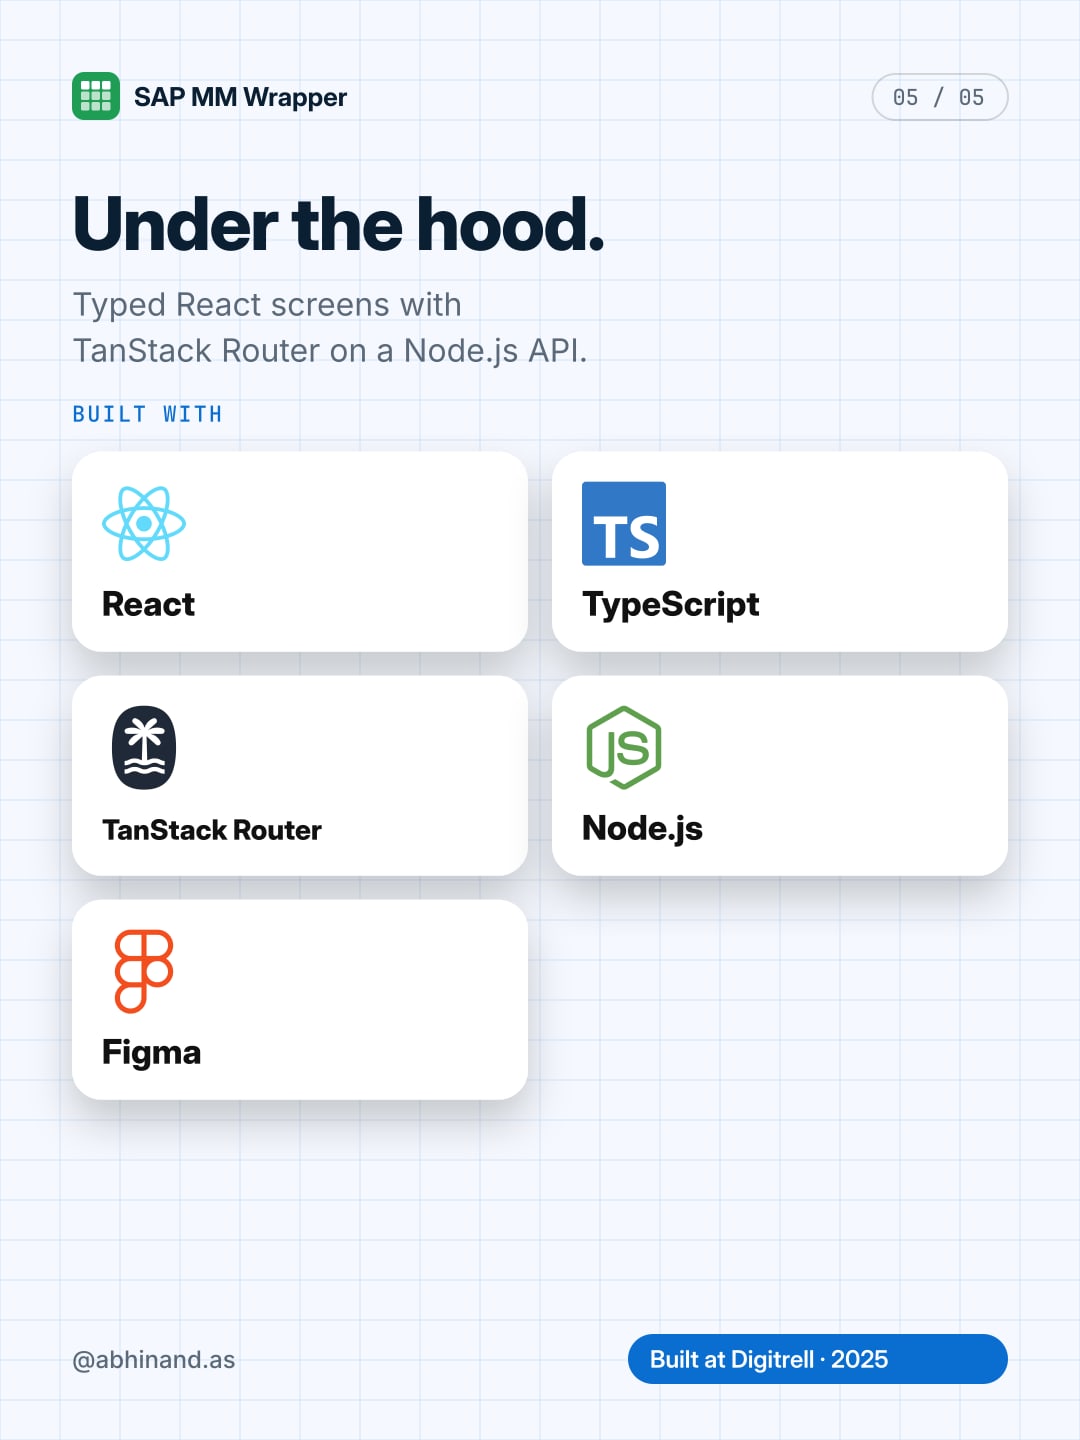 SAP MM Wrapper
05 / 05
Under the hood.
Typed React screens with
TanStack Router on a Node.js API.
BUILT WITH
React
TS
TypeScript
TanStack Router
JS
Node.js
Figma
@abhinand.as
Built at Digitrell · 2025